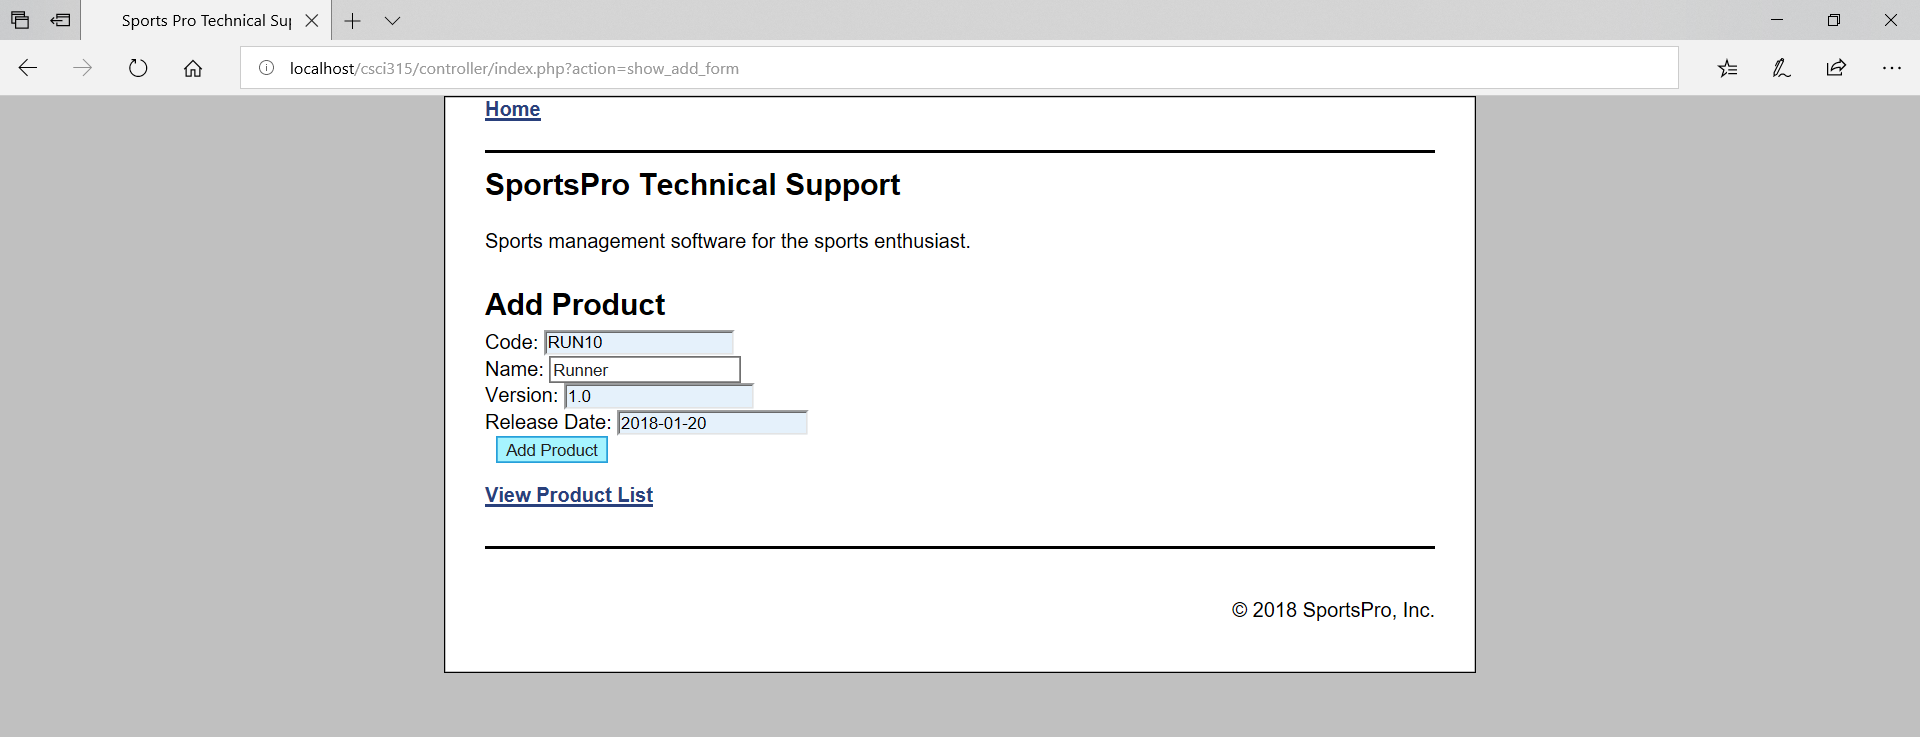 Sports Pro Technical Su
localhost/csci315/controller/index.php?action=show_add_form
Home
SportsPro Technical Support
Sports management software for the sports enthusiast.
Add Product
Code: RUN10
Name: Runner
Version: 1.0
Release Date: 2018-01-20
Add Product
View Product List
© 2018 SportsPro, Inc.